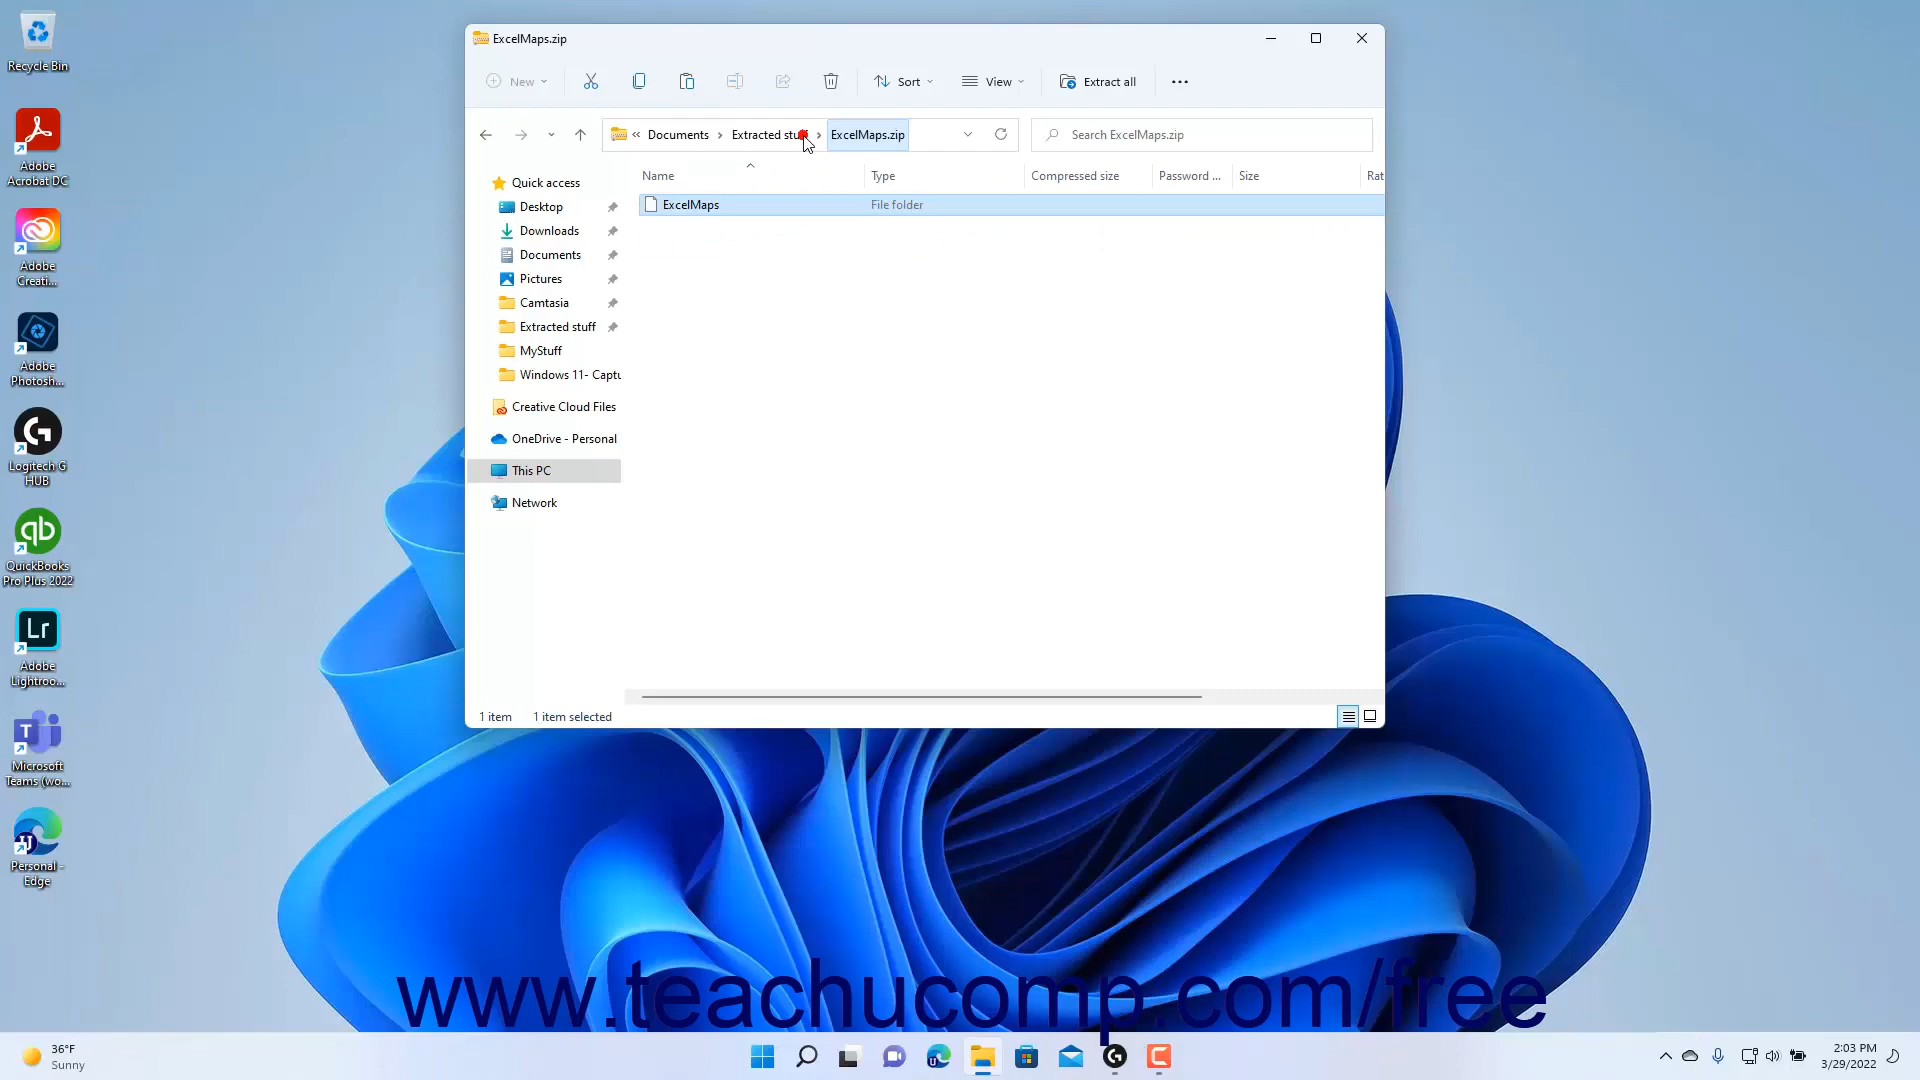 Recycle Bin
Adobe
Acrobat DC
Adobe
Creati...
Adobe
Photosh...
Logitech G
HUB
QuickBooks
Pro Plus 2022
Adobe
Lightroo...
Microsoft
Teams (wo...
Personal -
Edge
ExcelMaps.zip
New
Sort
View
Extract all
« Documents > Extracted stuff > ExcelMaps.zip
Search ExcelMaps.zip
Name Type Compressed size Password ... Size Rat
ExcelMaps File folder
Quick access
Desktop
Downloads
Documents
Pictures
Camtasia
Extracted stuff
MyStuff
Windows 11- Captu
Creative Cloud Files
OneDrive - Personal
This PC
Network
1 item 1 item selected
www.teachucomp.com/free
36°F
Sunny
2:03 PM
3/29/2022